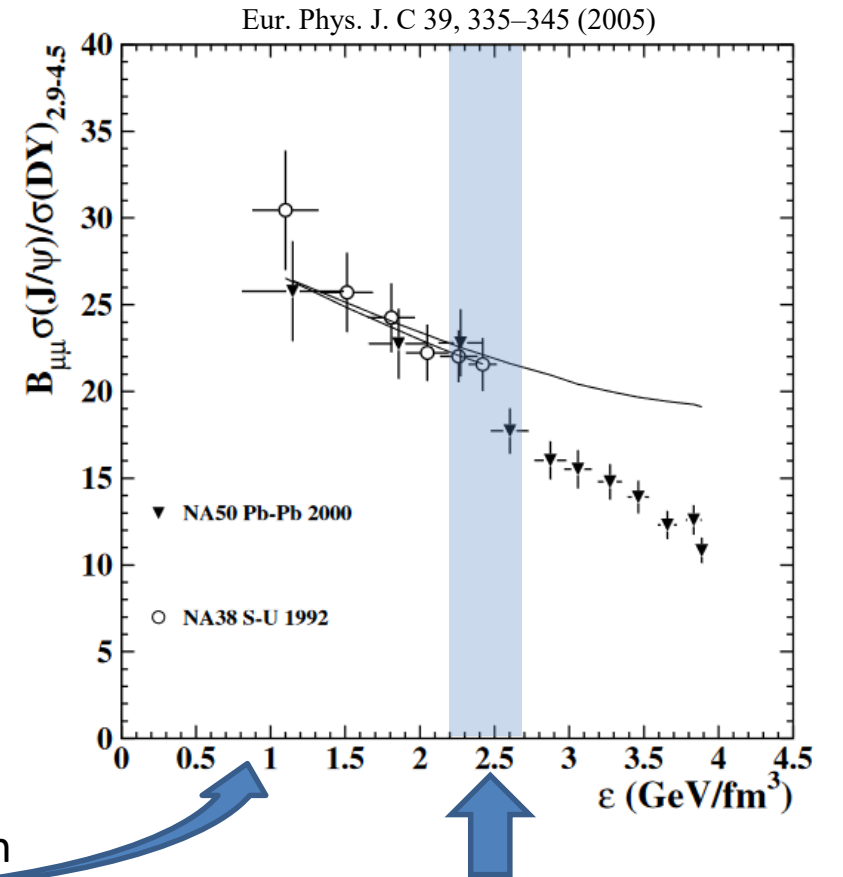 Eur. Phys. J. C 39, 335–345 (2005)
B_μμσ(J/ψ)/σ(DY)_2.9-4.5
40
35
30
25
20
15
10
5
0
▼ NA50 Pb-Pb 2000
○ NA38 S-U 1992
0 0.5 1 1.5 2 2.5 3 3.5 4 4.5
ε (GeV/fm³)